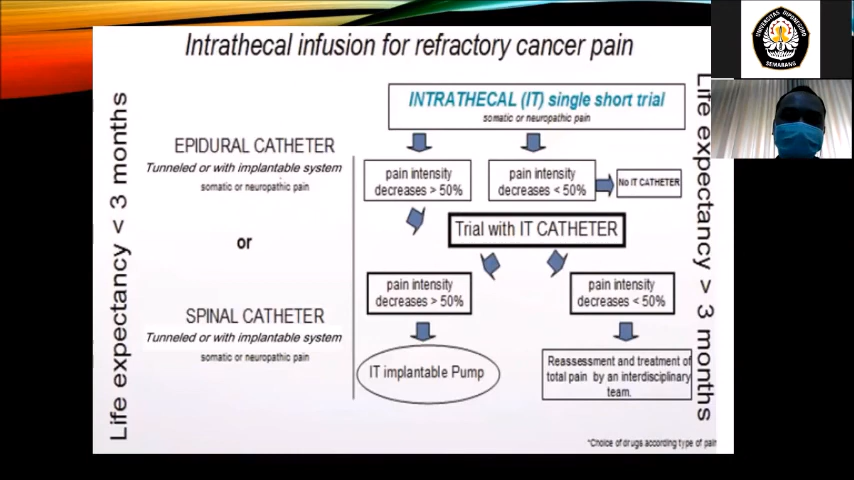 Intrathecal infusion for refractory cancer pain
Life expectancy < 3 months
EPIDURAL CATHETER
Tunneled or with implantable system
somatic or neuropathic pain
or
SPINAL CATHETER
Tunneled or with implantable system
somatic or neuropathic pain
INTRATHECAL (IT) single short trial
somatic or neuropathic pain
pain intensity
decreases > 50%
pain intensity
decreases < 50%
No IT CATHETER
Trial with IT CATHETER
pain intensity
decreases > 50%
pain intensity
decreases < 50%
IT implantable Pump
Reassessment and treatment of
total pain by an interdisciplinary
team.
Life expectancy > 3 months
*Choice of drugs according type of pain
UNIVERSITAS DIPONEGORO
SEMARANG